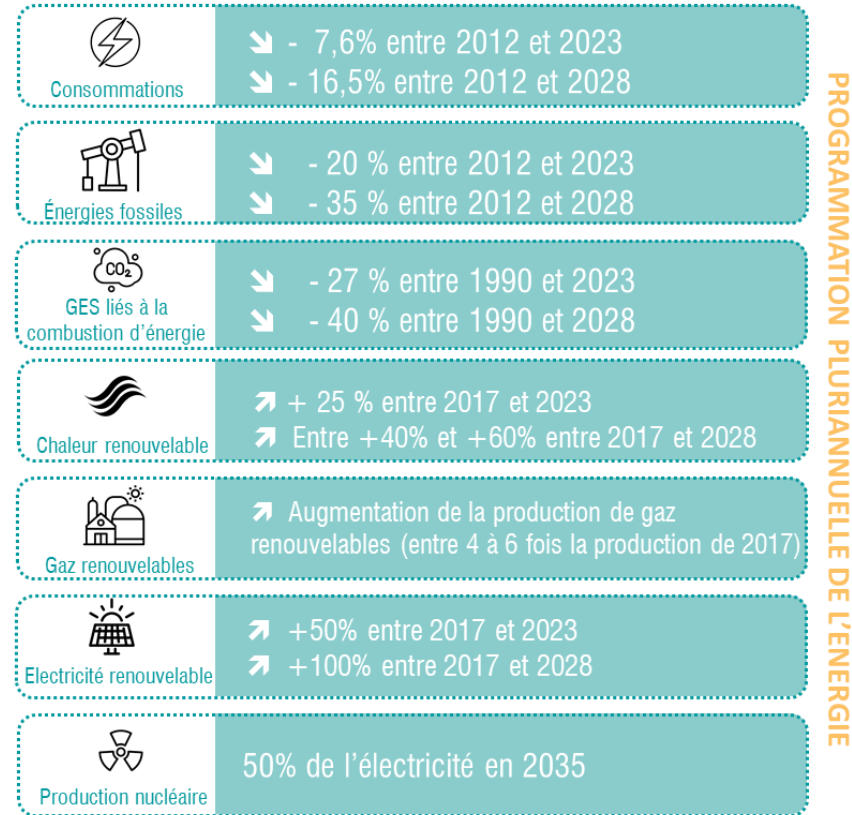 - 7,6% entre 2012 et 2023
- 16,5% entre 2012 et 2028
Consommations
- 20 % entre 2012 et 2023
- 35 % entre 2012 et 2028
Énergies fossiles
CO₂
- 27 % entre 1990 et 2023
- 40 % entre 1990 et 2028
GES liés à la
combustion d'énergie
+ 25 % entre 2017 et 2023
Entre +40% et +60% entre 2017 et 2028
Chaleur renouvelable
Augmentation de la production de gaz
renouvelables (entre 4 à 6 fois la production de 2017)
Gaz renouvelables
+50% entre 2017 et 2023
+100% entre 2017 et 2028
Electricité renouvelable
50% de l'électricité en 2035
Production nucléaire
PROGRAMMATION PLURIANNUELLE DE L'ENERGIE